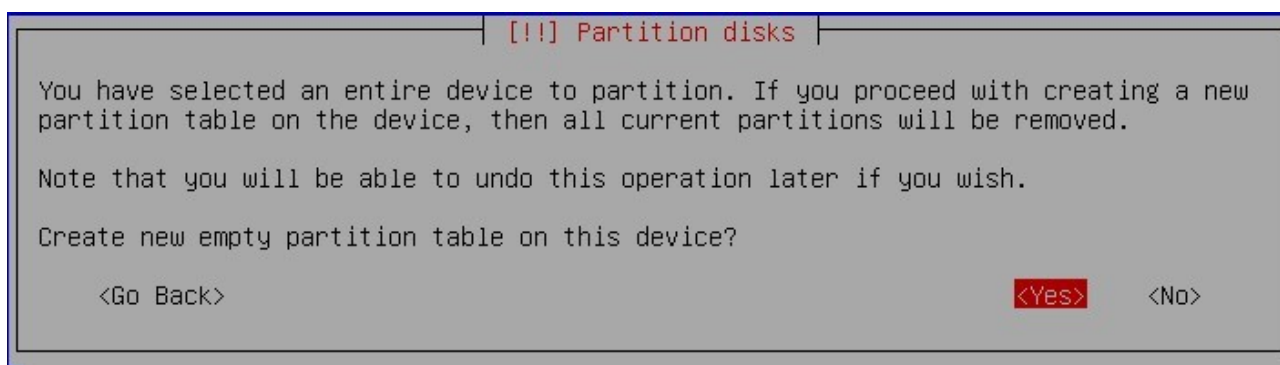 [!!] Partition disks
You have selected an entire device to partition. If you proceed with creating a new
partition table on the device, then all current partitions will be removed.
Note that you will be able to undo this operation later if you wish.
Create new empty partition table on this device?
<Go Back> <Yes> <No>